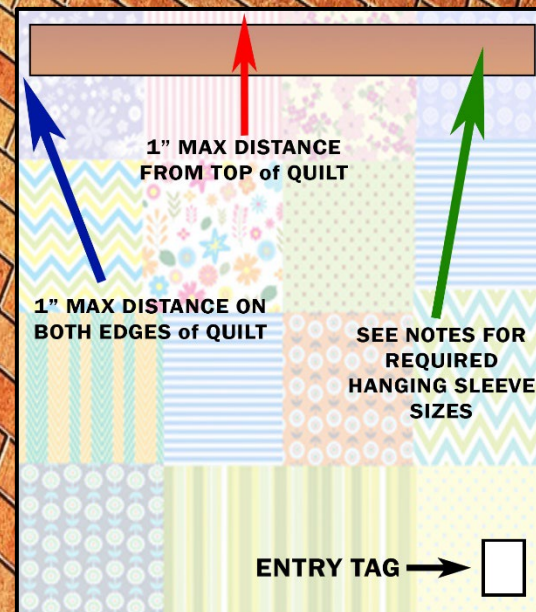 1” MAX DISTANCE
FROM TOP of QUILT
1” MAX DISTANCE ON
BOTH EDGES of QUILT
SEE NOTES FOR
REQUIRED
HANGING SLEEVE
SIZES
ENTRY TAG